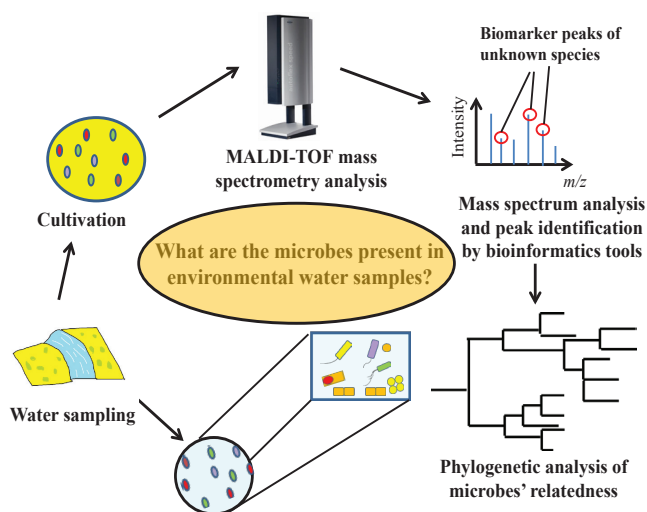 Biomarker peaks of
unknown species
Intensity
m/z
MALDI-TOF mass
spectrometry analysis
Cultivation
Mass spectrum analysis
and peak identification
by bioinformatics tools
What are the microbes present in
environmental water samples?
Water sampling
Phylogenetic analysis of
microbes' relatedness